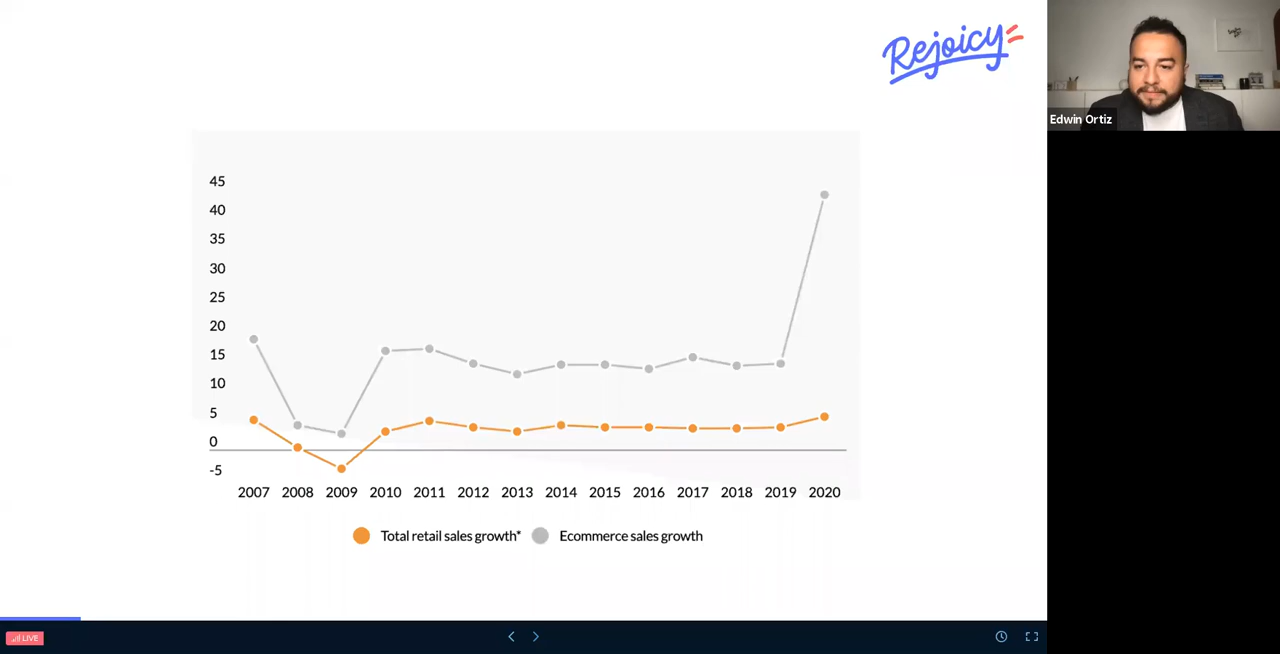 Rejoicy
Edwin Ortiz
45
40
35
30
25
20
15
10
5
0
-5
2007 2008 2009 2010 2011 2012 2013 2014 2015 2016 2017 2018 2019 2020
Total retail sales growth* Ecommerce sales growth
LIVE